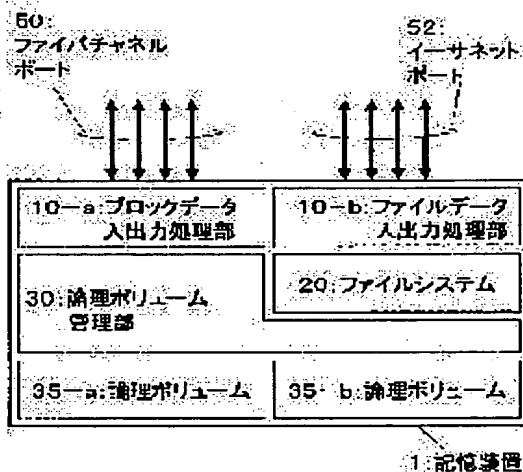 50:
ファイバチャネル
ポート
52:
イーサネット
ポート
10-a:ブロックデータ
入出力処理部
10-b:ファイルデータ
入出力処理部
30:論理ボリューム
管理部
20:ファイルシステム
35-a:論理ボリューム
35-b:論理ボリューム
1:記憶装置